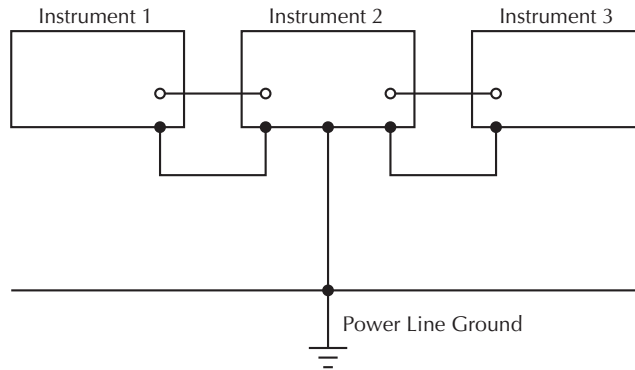 Instrument 1
Instrument 2
Instrument 3
Power Line Ground